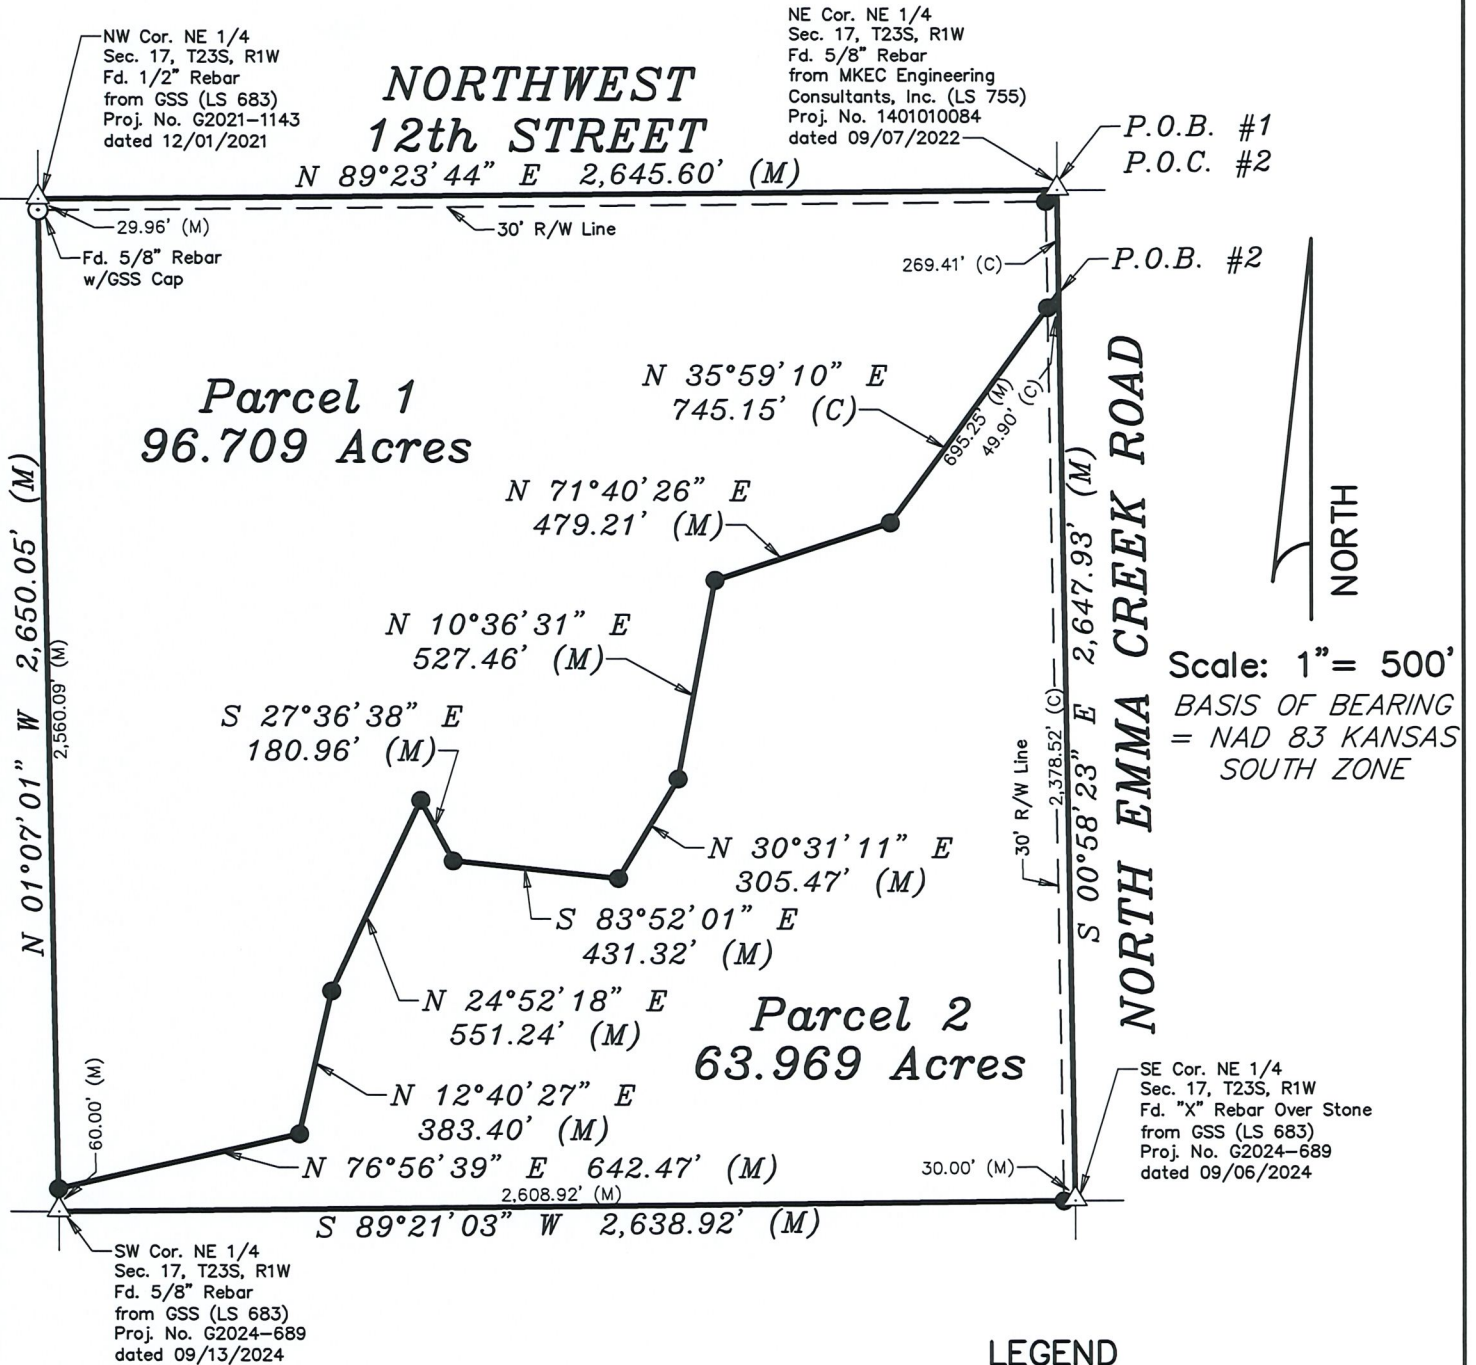 NW Cor. NE 1/4
Sec. 17, T23S, R1W
Fd. 1/2" Rebar
from GSS (LS 683)
Proj. No. G2021-1143
dated 12/01/2021
NORTHWEST
12th STREET
NE Cor. NE 1/4
Sec. 17, T23S, R1W
Fd. 5/8" Rebar
from MKEC Engineering
Consultants, Inc. (LS 755)
Proj. No. 1401010084
dated 09/07/2022
P.O.B. #1
P.O.C. #2
N 89°23'44" E 2,645.60' (M)
29.96' (M)
30' R/W Line
Fd. 5/8" Rebar
w/GSS Cap
269.41' (C)
P.O.B. #2
Parcel 1
96.709 Acres
N 35°59'10" E
745.15' (C)
695.25' (M)
49.90' (C)
N 71°40'26" E
479.21' (M)
N 10°36'31" E
527.46' (M)
S 27°36'38" E
180.96' (M)
N 30°31'11" E
305.47' (M)
S 83°52'01" E
431.32' (M)
N 24°52'18" E
551.24' (M)
N 12°40'27" E
383.40' (M)
N 76°56'39" E 642.47' (M)
2,608.92' (M)
S 89°21'03" W 2,638.92' (M)
N 01°07'01" W 2,650.05' (M)
2,560.09' (M)
60.00' (M)
Parcel 2
63.969 Acres
30' R/W Line
2,378.52' (C)
S 00°58'23" E 2,647.93' (M)
NORTH EMMA CREEK ROAD
NORTH
Scale: 1"= 500'
BASIS OF BEARING
= NAD 83 KANSAS
SOUTH ZONE
30.00' (M)
SE Cor. NE 1/4
Sec. 17, T23S, R1W
Fd. "X" Rebar Over Stone
from GSS (LS 683)
Proj. No. G2024-689
dated 09/06/2024
SW Cor. NE 1/4
Sec. 17, T23S, R1W
Fd. 5/8" Rebar
from GSS (LS 683)
Proj. No. G2024-689
dated 09/13/2024
LEGEND